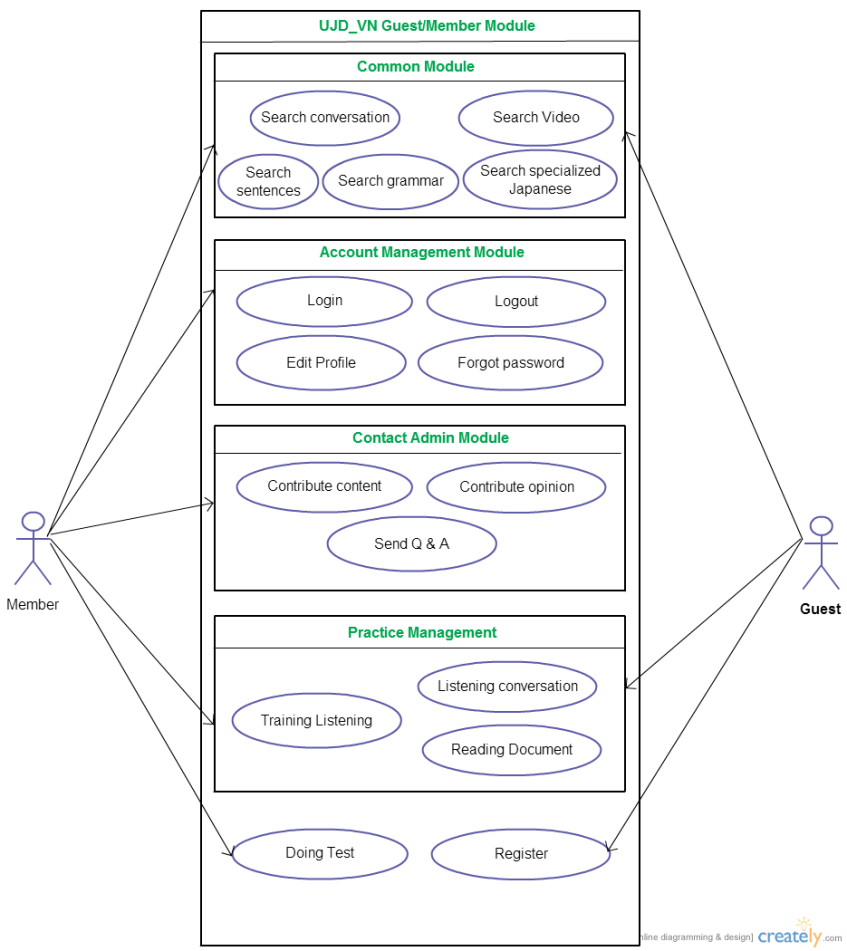 UJD_VN Guest/Member Module
Common Module
Search conversation
Search Video
Search
sentences
Search grammar
Search specialized
Japanese
Account Management Module
Login
Logout
Edit Profile
Forgot password
Contact Admin Module
Contribute content
Contribute opinion
Send Q & A
Member
Guest
Practice Management
Listening conversation
Training Listening
Reading Document
Doing Test
Register
diagramming & design] creately.com